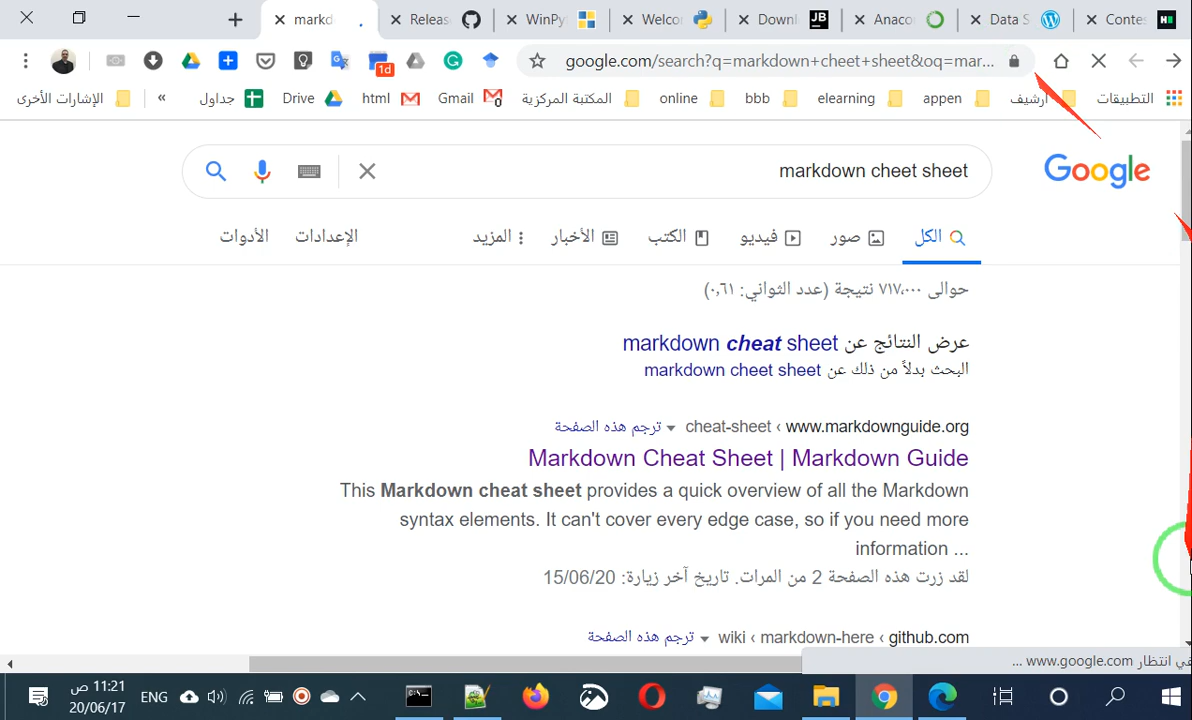 markd
Releas
WinPy
Welco
Downl
JB
Anaco
Data S
Contes
google.com/search?q=markdown+cheet+sheet&oq=mar...
1d
التطبيقات
أرشيف
appen
elearning
bbb
online
المكتبة المركزية
Gmail
html
Drive
جداول
»
الإشارات الأخرى
Google
markdown cheet sheet
الكل
صور
فيديو
الكتب
الأخبار
المزيد
الإعدادات
الأدوات
حوالى ٧١٧,٠٠٠ نتيجة (عدد الثواني: ٠,٦١)
عرض النتائج عن markdown cheat sheet
البحث بدلاً من ذلك عن markdown cheet sheet
www.markdownguide.org › cheat-sheet ▼ ترجم هذه الصفحة
Markdown Cheat Sheet | Markdown Guide
This Markdown cheat sheet provides a quick overview of all the Markdown
syntax elements. It can't cover every edge case, so if you need more
information ...
لقد زرت هذه الصفحة 2 من المرات. تاريخ آخر زيارة: 15/06/20
github.com › markdown-here › wiki ▼ ترجم هذه الصفحة
في انتظار www.google.com ...
11:21 ص
ENG
20/06/17